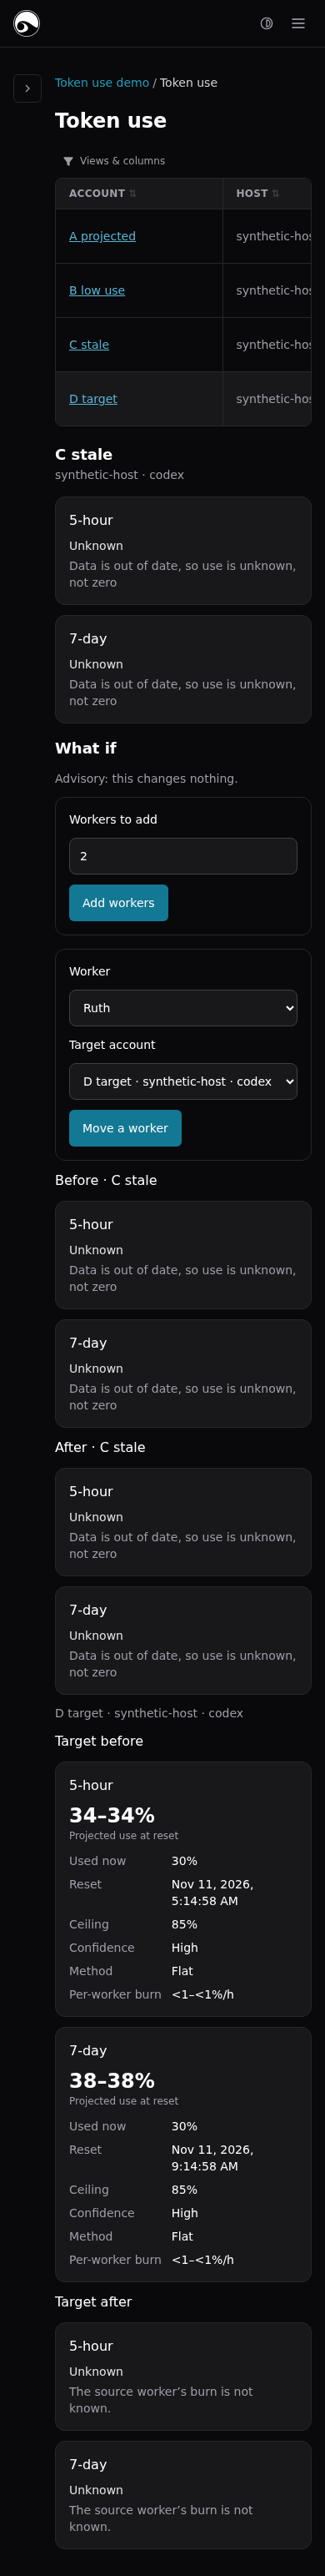 Token use demo / Token use
Token use
Views & columns
ACCOUNT ⇅ HOST ⇅
A projected synthetic-hos
B low use synthetic-hos
C stale synthetic-hos
D target synthetic-hos
C stale
synthetic-host · codex
5-hour
Unknown
Data is out of date, so use is unknown,
not zero
7-day
Unknown
Data is out of date, so use is unknown,
not zero
What if
Advisory: this changes nothing.
Workers to add
2
Add workers
Worker
Ruth
Target account
D target · synthetic-host · codex
Move a worker
Before · C stale
5-hour
Unknown
Data is out of date, so use is unknown,
not zero
7-day
Unknown
Data is out of date, so use is unknown,
not zero
After · C stale
5-hour
Unknown
Data is out of date, so use is unknown,
not zero
7-day
Unknown
Data is out of date, so use is unknown,
not zero
D target · synthetic-host · codex
Target before
5-hour
34–34%
Projected use at reset
Used now 30%
Reset Nov 11, 2026,
5:14:58 AM
Ceiling 85%
Confidence High
Method Flat
Per-worker burn <1–<1%/h
7-day
38–38%
Projected use at reset
Used now 30%
Reset Nov 11, 2026,
9:14:58 AM
Ceiling 85%
Confidence High
Method Flat
Per-worker burn <1–<1%/h
Target after
5-hour
Unknown
The source worker’s burn is not
known.
7-day
Unknown
The source worker’s burn is not
known.